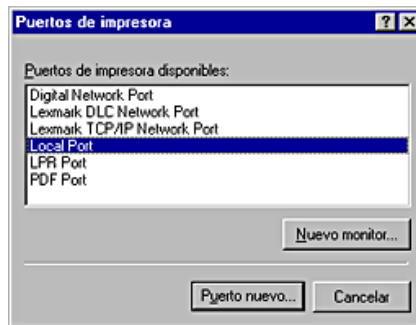 Puertos de impresora
Puertos de impresora disponibles:
Digital Network Port
Lexmark DLC Network Port
Lexmark TCP/IP Network Port
Local Port
LPR Port
PDF Port
Nuevo monitor...
Puerto nuevo...
Cancelar